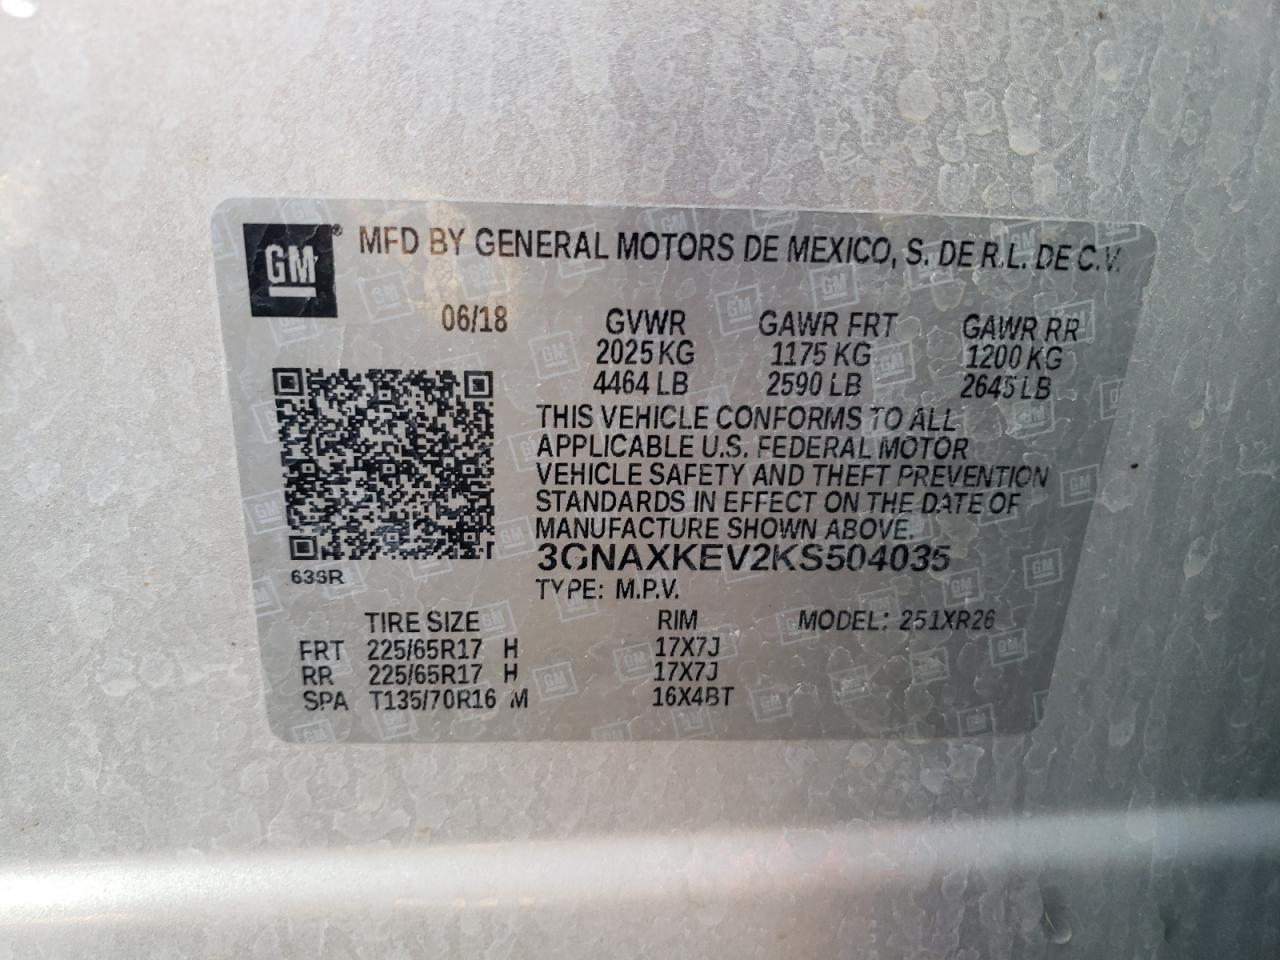 GM® MFD BY GENERAL MOTORS DE MEXICO, S. DE R.L. DE C.V.
06/18 GVWR GAWR FRT GAWR RR
2025 KG 1175 KG 1200 KG
4464 LB 2590 LB 2645 LB
THIS VEHICLE CONFORMS TO ALL
APPLICABLE U.S. FEDERAL MOTOR
VEHICLE SAFETY AND THEFT PREVENTION
STANDARDS IN EFFECT ON THE DATE OF
MANUFACTURE SHOWN ABOVE.
3GNAXKEV2KS504035
63SR TYPE: M.P.V.
TIRE SIZE RIM MODEL: 251XR26
FRT 225/65R17 H 17X7J
RR 225/65R17 H 17X7J
SPA T135/70R16 M 16X4BT